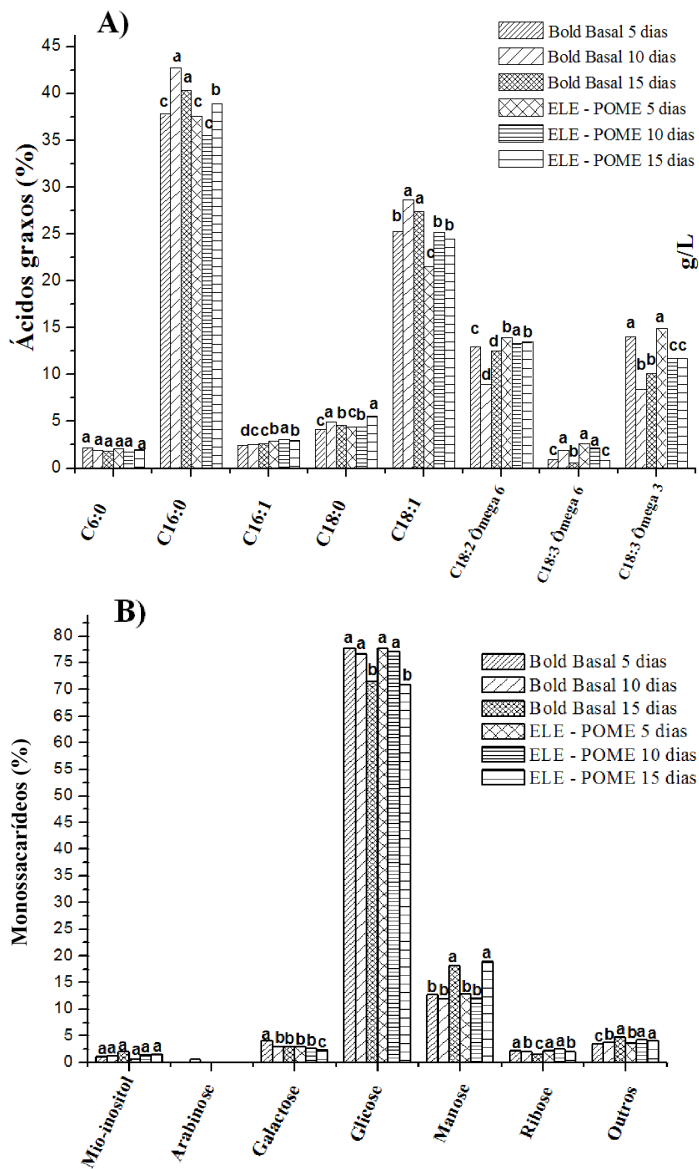 A)
Ácidos graxos (%)
45
40
35
30
25
20
15
10
5
0
Bold Basal 5 dias
Bold Basal 10 dias
Bold Basal 15 dias
ELE - POME 5 dias
ELE - POME 10 dias
ELE - POME 15 dias
g/L
a a a a a a
c a a c c b
d c c b a a
c a b c b a
b a a c b b
c d d b a b
c a b a a c
a b b a c c
C6:0
C16:0
C16:1
C18:0
C18:1
C18:2 Ômega 6
C18:3 Ômega 6
C18:3 Ômega 3
B)
Monossacarídeos (%)
80
75
70
65
60
55
50
45
40
35
30
25
20
15
10
5
0
Bold Basal 5 dias
Bold Basal 10 dias
Bold Basal 15 dias
ELE - POME 5 dias
ELE - POME 10 dias
ELE - POME 15 dias
a a a a a a
a b b b b c
a a b a a b
b b a b b a
a b c a a b
c b a b a a
Mio-inositol
Arabinose
Galactose
Glicose
Manose
Ribose
Outros